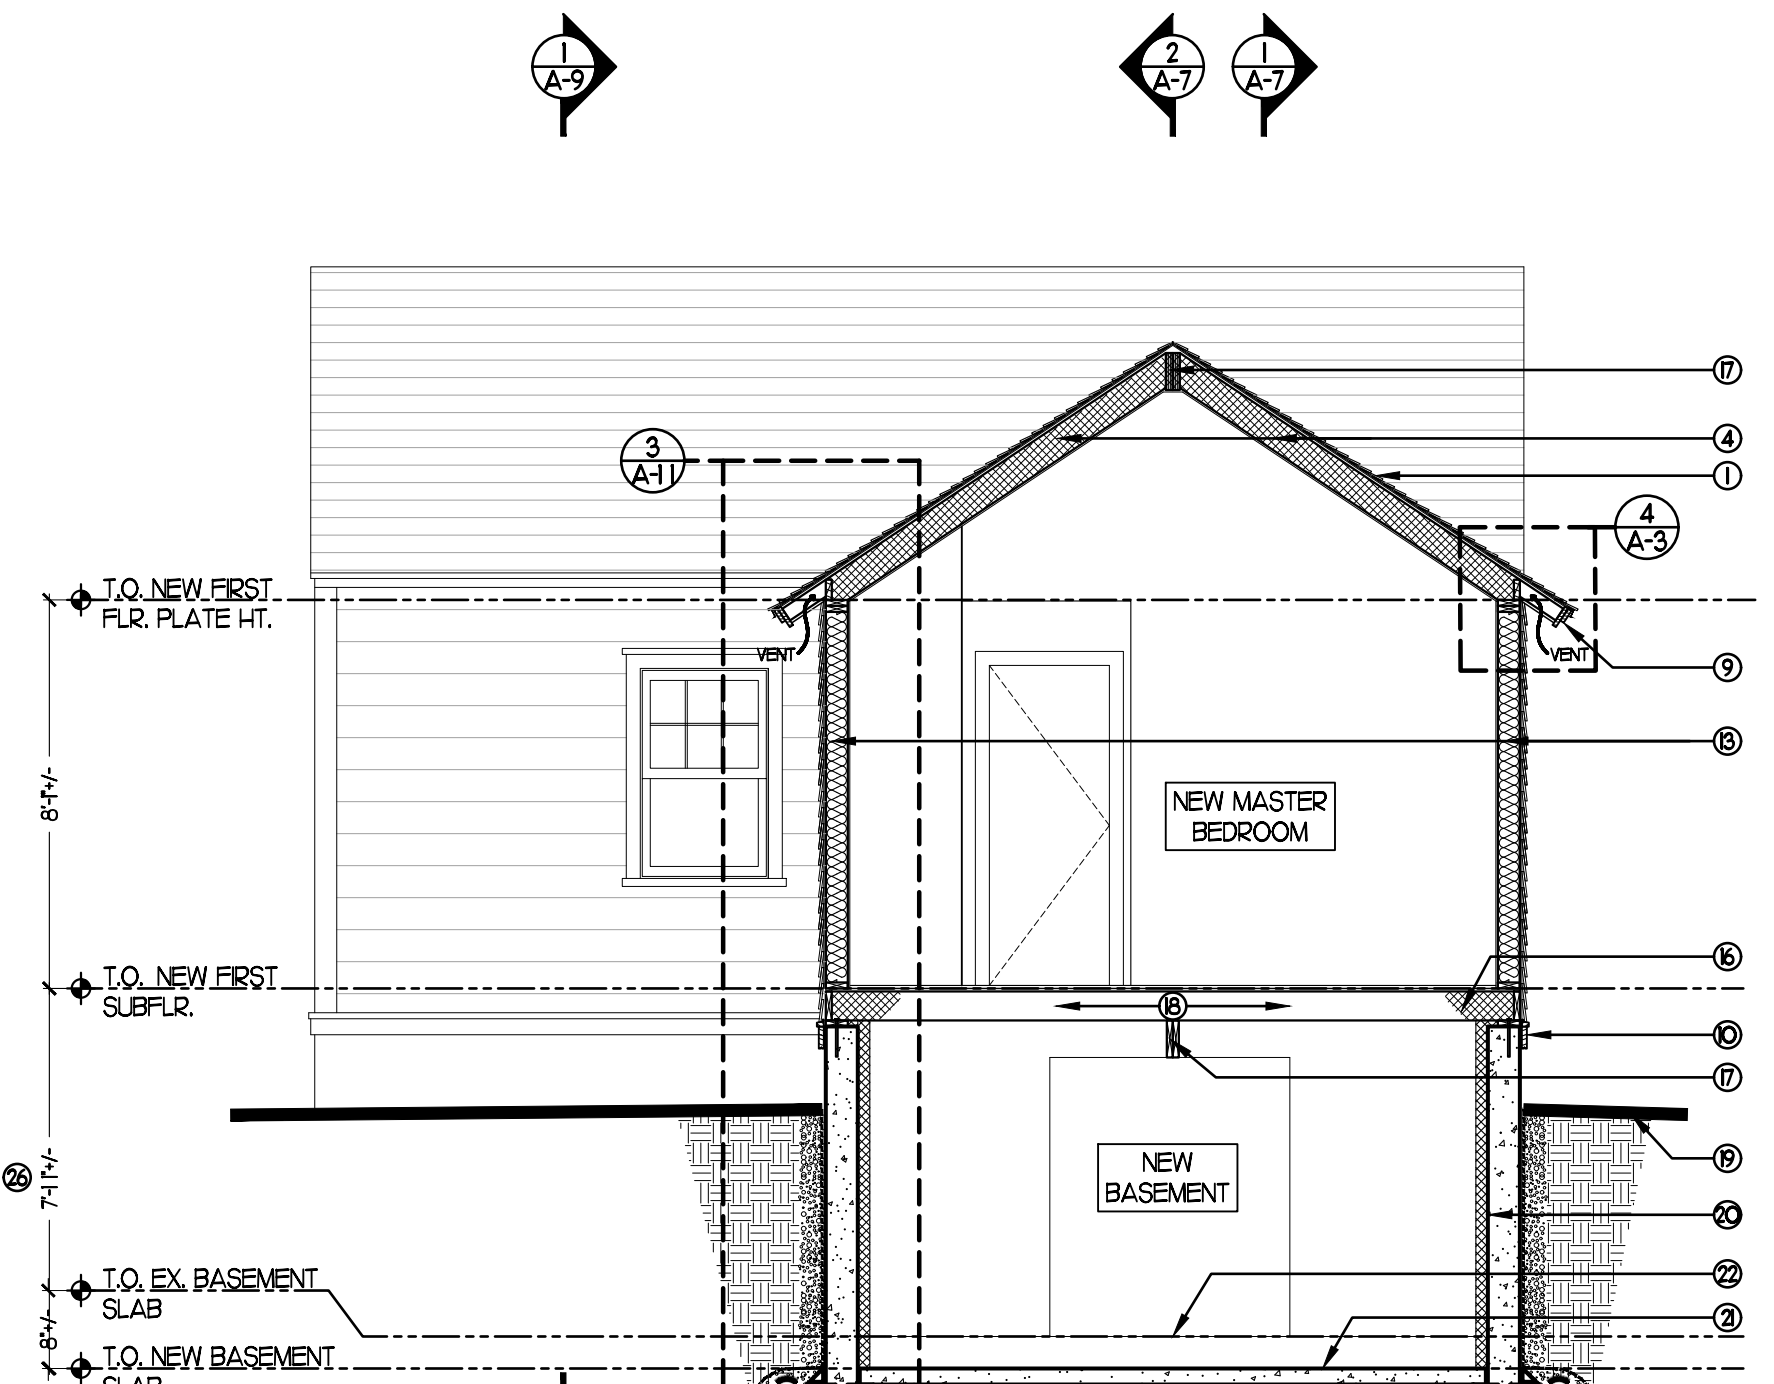 1
A-9
2
A-7
1
A-7
17
4
3
A-11
1
4
A-3
T.O. NEW FIRST
FLR. PLATE HT.
VENT
VENT
9
13
8'-1"+/-
NEW MASTER
BEDROOM
16
T.O. NEW FIRST
SUBFLR.
18
10
17
NEW
BASEMENT
19
26
7'-11"+/-
20
22
T.O. EX. BASEMENT
SLAB
21
8"+/-
T.O. NEW BASEMENT
SLAB